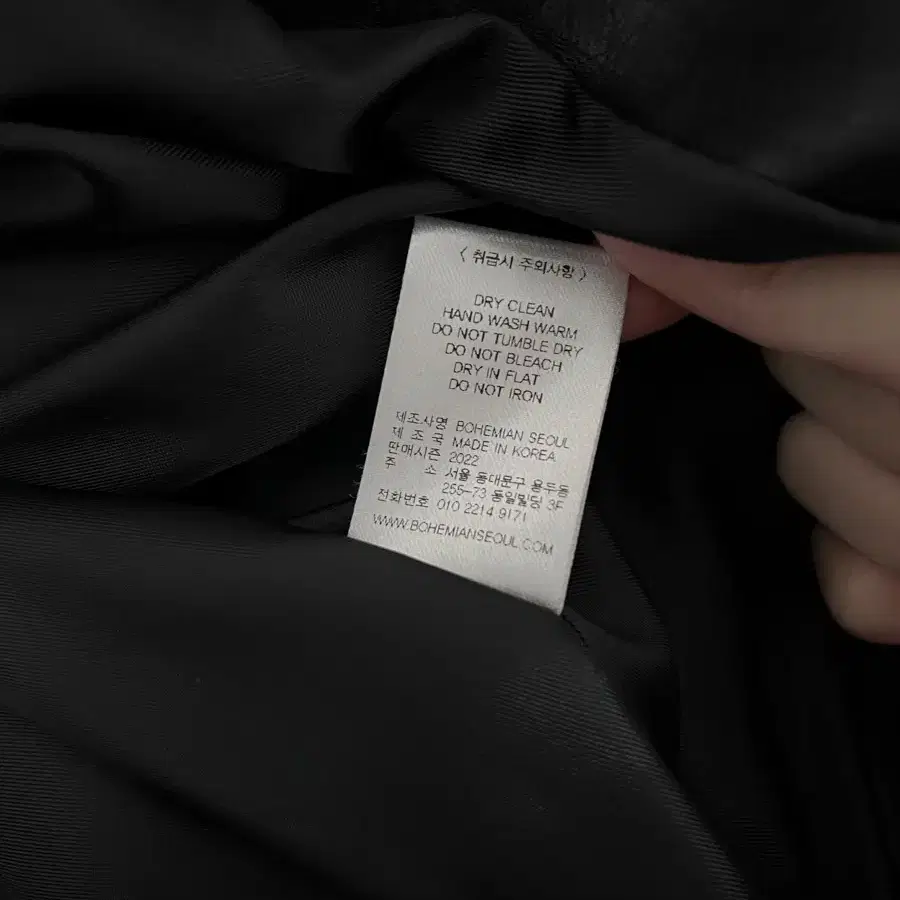 〈 취급시 주의사항 〉
DRY CLEAN
HAND WASH WARM
DO NOT TUMBLE DRY
DO NOT BLEACH
DRY IN FLAT
DO NOT IRON
제조사명 BOHEMIAN SEOUL
제 조 국 MADE IN KOREA
판매시즌 2022
주 소 서울 동대문구 용두동
255-73 동일빌딩 3F
전화번호 010 2214 9171
WWW.BOHEMIANSEOUL.COM